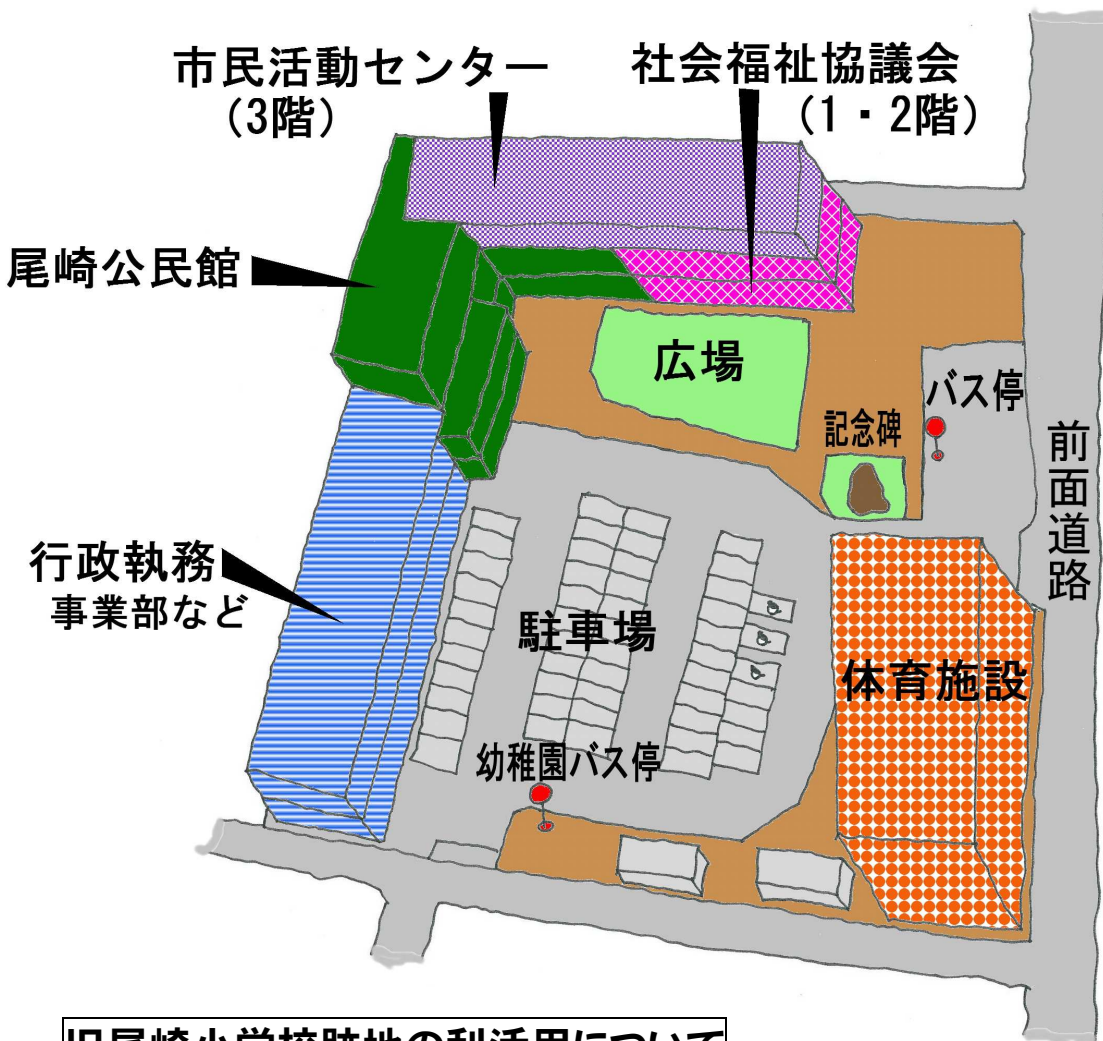 市民活動センター
(3階)
社会福祉協議会
(1・2階)
尾崎公民館
広場
バス停
記念碑
前面道路
行政執務
事業部など
駐車場
体育施設
幼稚園バス停
旧尾崎小学校跡地の利活用について